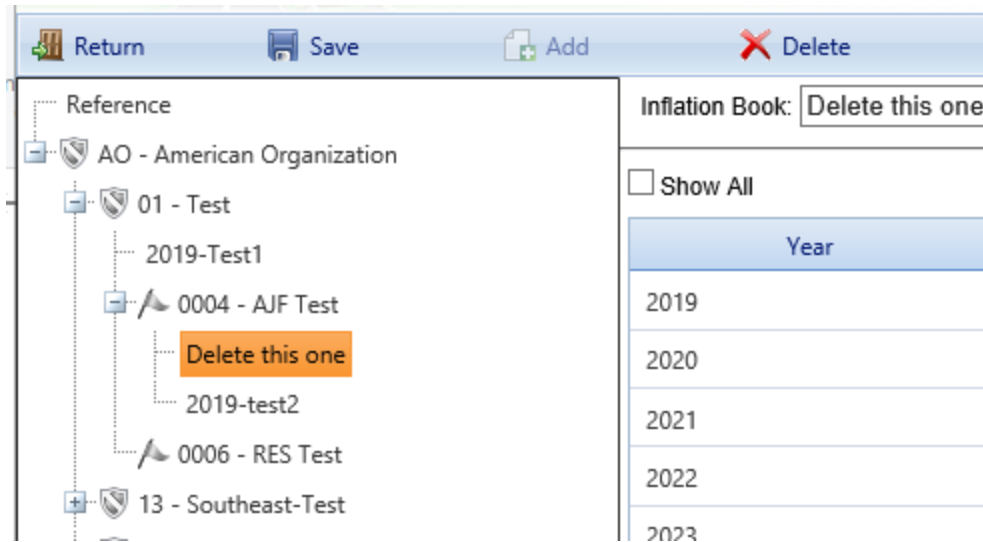 Return Save Add Delete
Reference
AO - American Organization
01 - Test
2019-Test1
0004 - AJF Test
Delete this one
2019-test2
0006 - RES Test
13 - Southeast-Test
Inflation Book: Delete this one
Show All
Year
2019
2020
2021
2022
2023